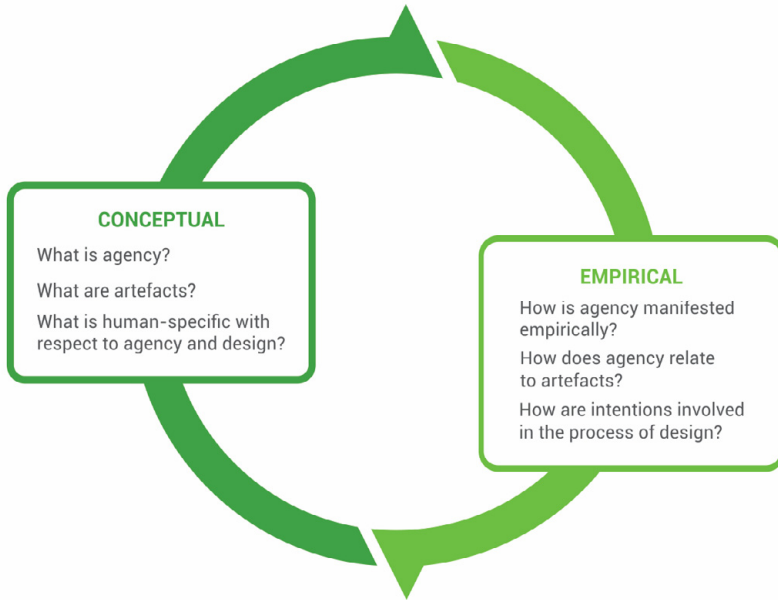 CONCEPTUAL
What is agency?
What are artefacts?
What is human-specific with
respect to agency and design?
EMPIRICAL
How is agency manifested
empirically?
How does agency relate
to artefacts?
How are intentions involved
in the process of design?